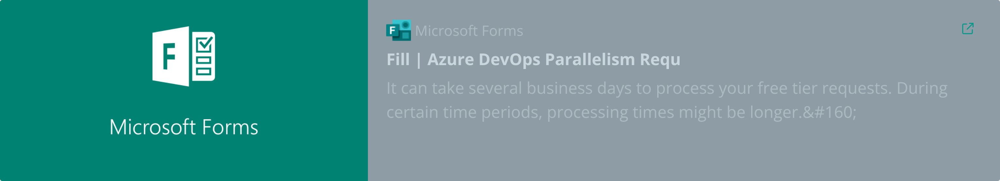 F
Microsoft Forms
F
Microsoft Forms
Fill | Azure DevOps Parallelism Requ
It can take several business days to process your free tier requests. During
certain time periods, processing times might be longer.&#160;